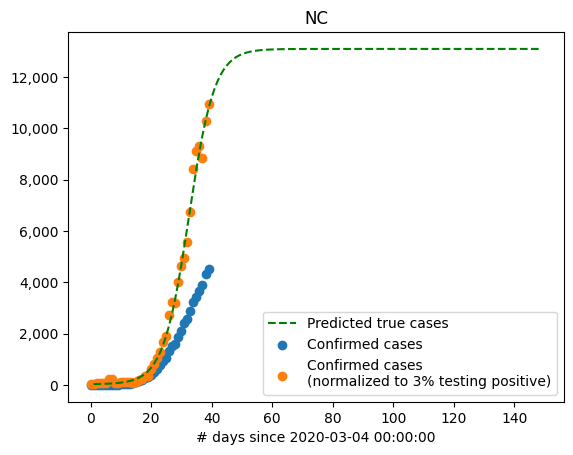 NC
12,000
10,000
8,000
6,000
4,000
2,000
0
0 20 40 60 80 100 120 140
# days since 2020-03-04 00:00:00
Predicted true cases
Confirmed cases
Confirmed cases
(normalized to 3% testing positive)